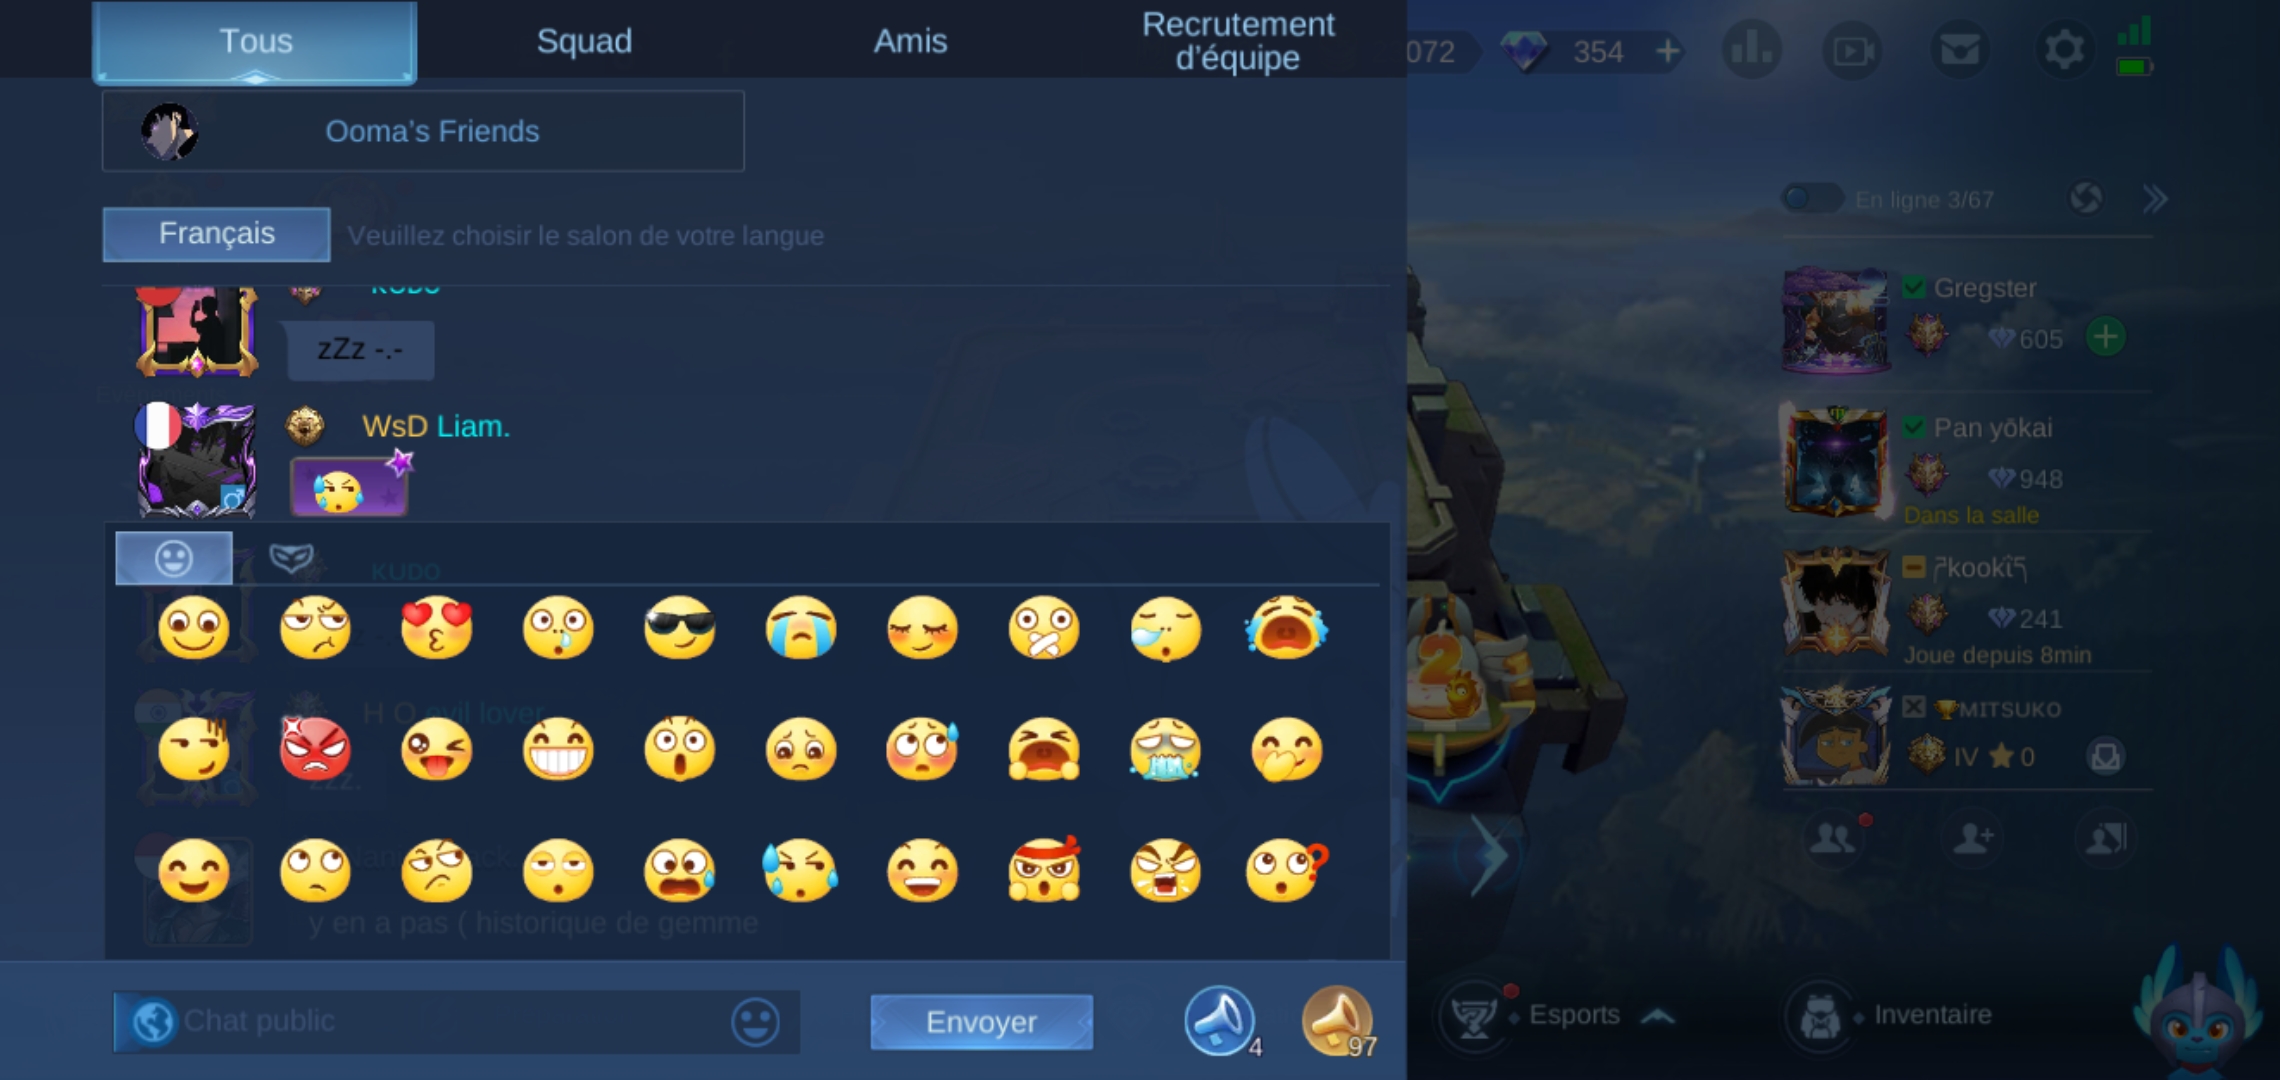 Tous
Squad
Amis
Recrutement
d'équipe
072
354
Ooma's Friends
Français
Veuillez choisir le salon de votre langue
En ligne 3/67
KUDO
zZz -.-
WsD Liam.
Gregster
605
Pan yōkai
948
Dans la salle
KUDO
241
Joue depuis 8min
H O evil lover
zzz.
MITSUKO
IV
0
y en a pas ( historique de gemme
Chat public
Envoyer
4
97
Esports
Inventaire